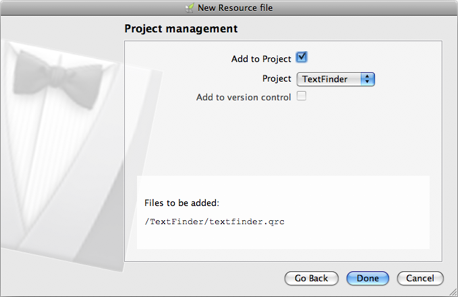 New Resource file
Project management
Add to Project
Project TextFinder
Add to version control
Files to be added:
/TextFinder/textfinder.qrc
Go Back Done Cancel